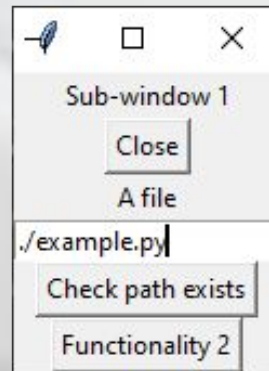 Sub-window 1
Close
A file
./example.py
Check path exists
Functionality 2